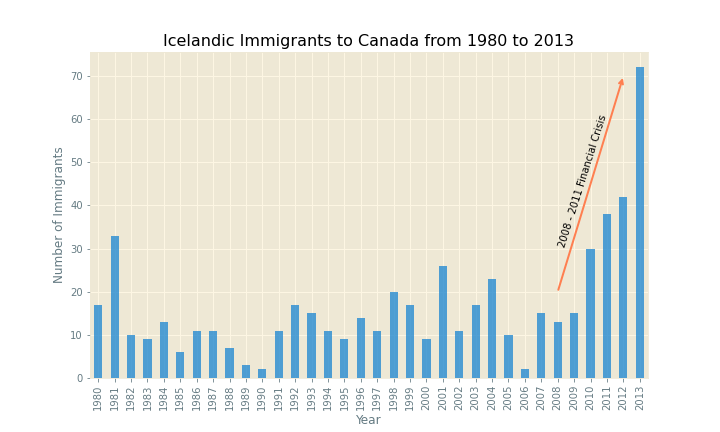 Icelandic Immigrants to Canada from 1980 to 2013
70
60
50
40
30
20
10
0
Number of Immigrants
2008 - 2011 Financial Crisis
1980 1981 1982 1983 1984 1985 1986 1987 1988 1989 1990 1991 1992 1993 1994 1995 1996 1997 1998 1999 2000 2001 2002 2003 2004 2005 2006 2007 2008 2009 2010 2011 2012 2013
Year